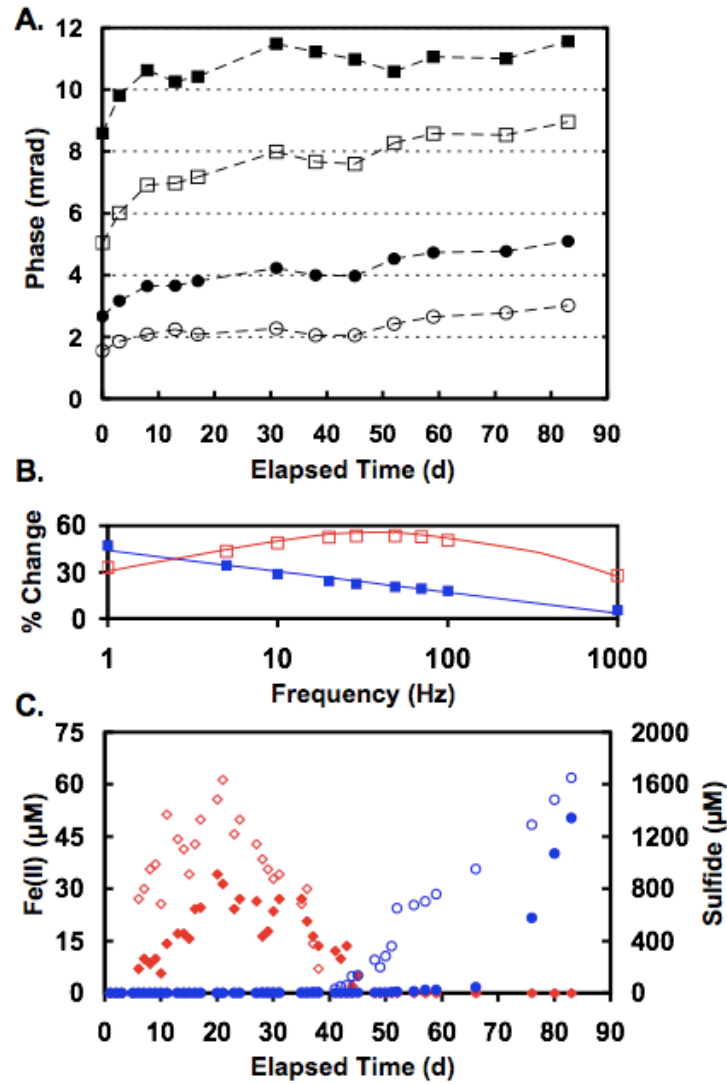 A.
12
10
8
6
4
2
0
Phase (mrad)
0 10 20 30 40 50 60 70 80 90
Elapsed Time (d)
B.
60
30
0
% Change
1 10 100 1000
Frequency (Hz)
C.
75
60
45
30
15
0
Fe(II) (µM)
2000
1600
1200
800
400
0
Sulfide (µM)
0 10 20 30 40 50 60 70 80 90
Elapsed Time (d)